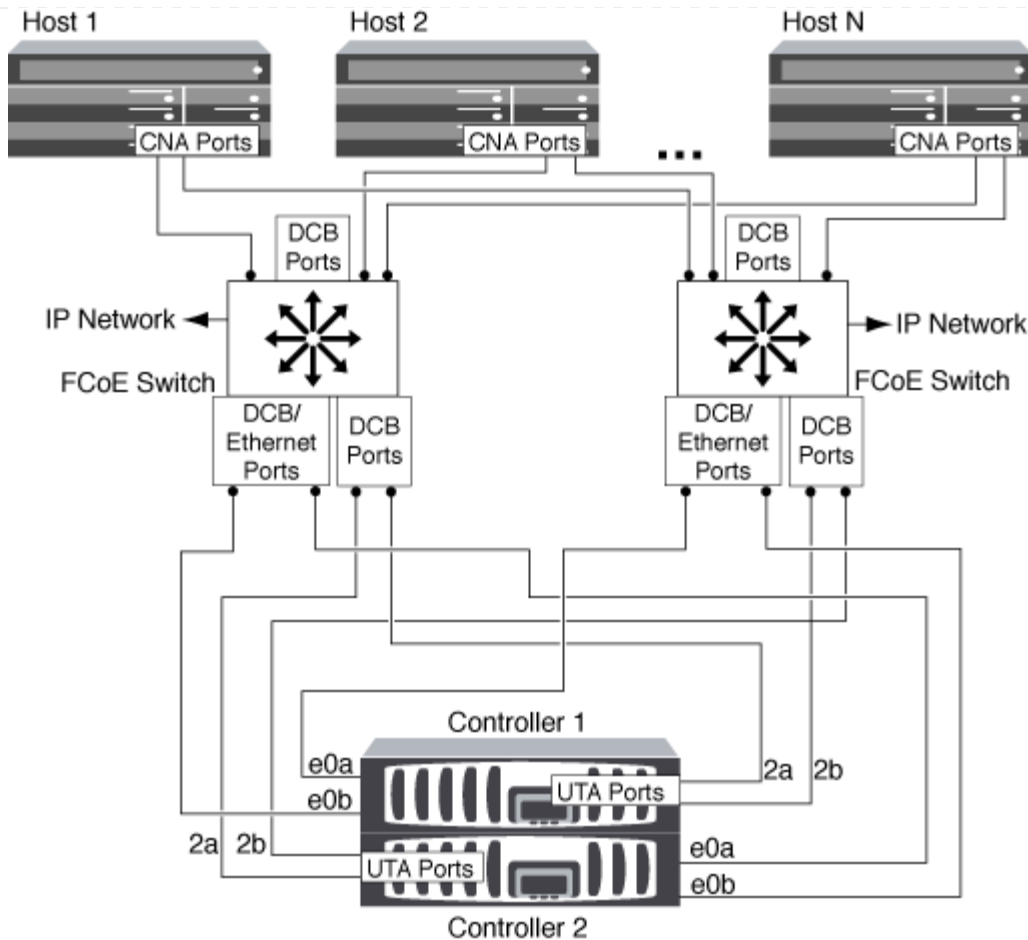 Host 1
Host 2
Host N
CNA Ports
CNA Ports
...
CNA Ports
DCB
Ports
DCB
Ports
IP Network
IP Network
FCoE Switch
FCoE Switch
DCB/
Ethernet
Ports
DCB
Ports
DCB/
Ethernet
Ports
DCB
Ports
Controller 1
e0a
e0b
UTA Ports
2a
2b
2a
2b
UTA Ports
e0a
e0b
Controller 2